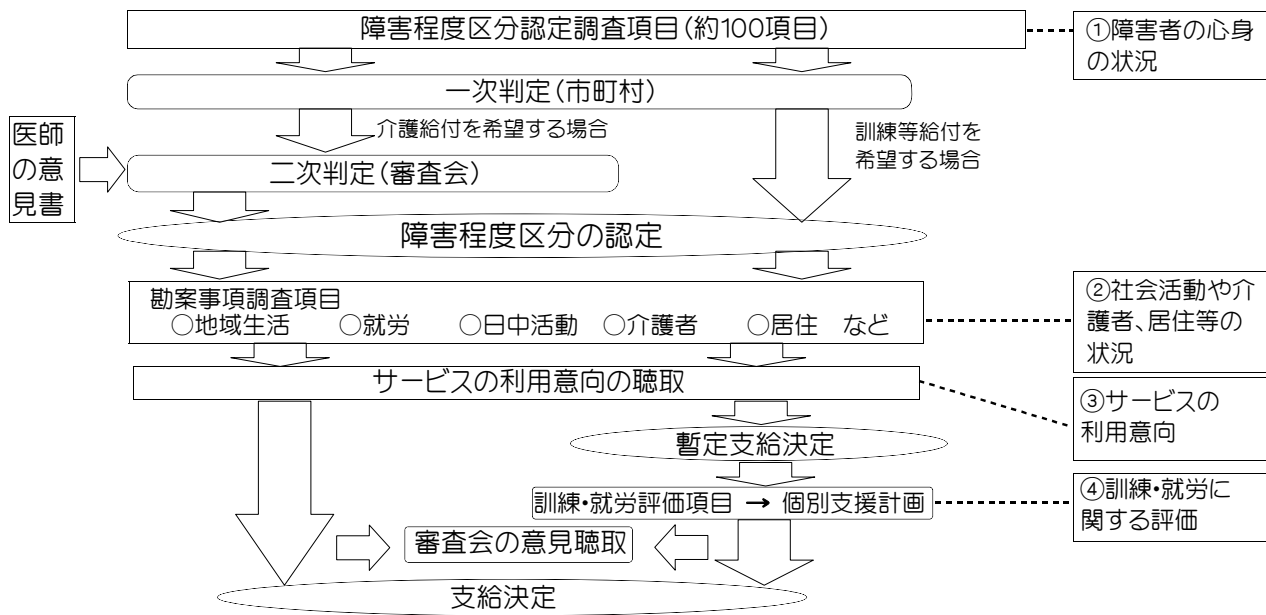 障害程度区分認定調査項目(約100項目)
①障害者の心身
の状況
一次判定(市町村)
介護給付を希望する場合
訓練等給付を
希望する場合
医師
の意
見書
二次判定(審査会)
障害程度区分の認定
勘案事項調査項目
○地域生活 ○就労 ○日中活動 ○介護者 ○居住 など
②社会活動や介
護者、居住等の
状況
サービスの利用意向の聴取
③サービスの
利用意向
暫定支給決定
訓練・就労評価項目 → 個別支援計画
④訓練・就労に
関する評価
審査会の意見聴取
支給決定